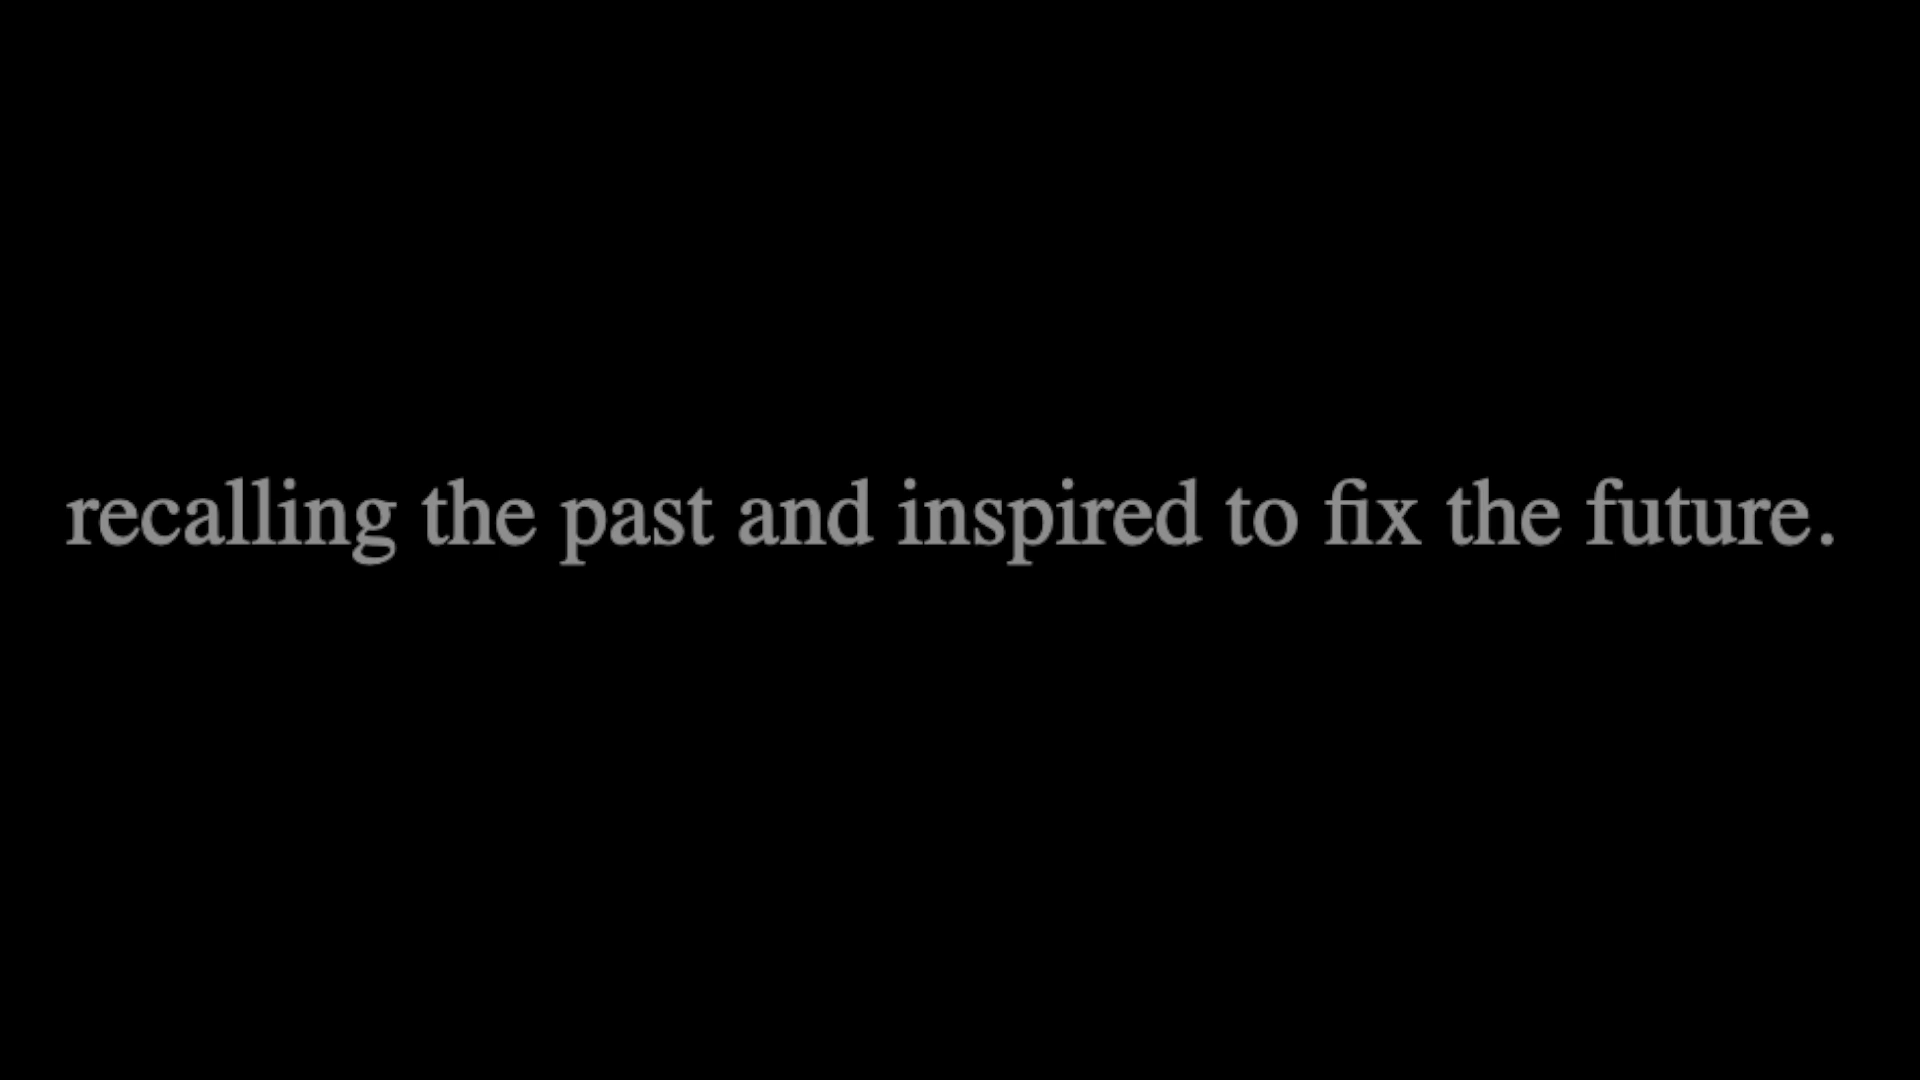 recalling the past and inspired to fix the future.